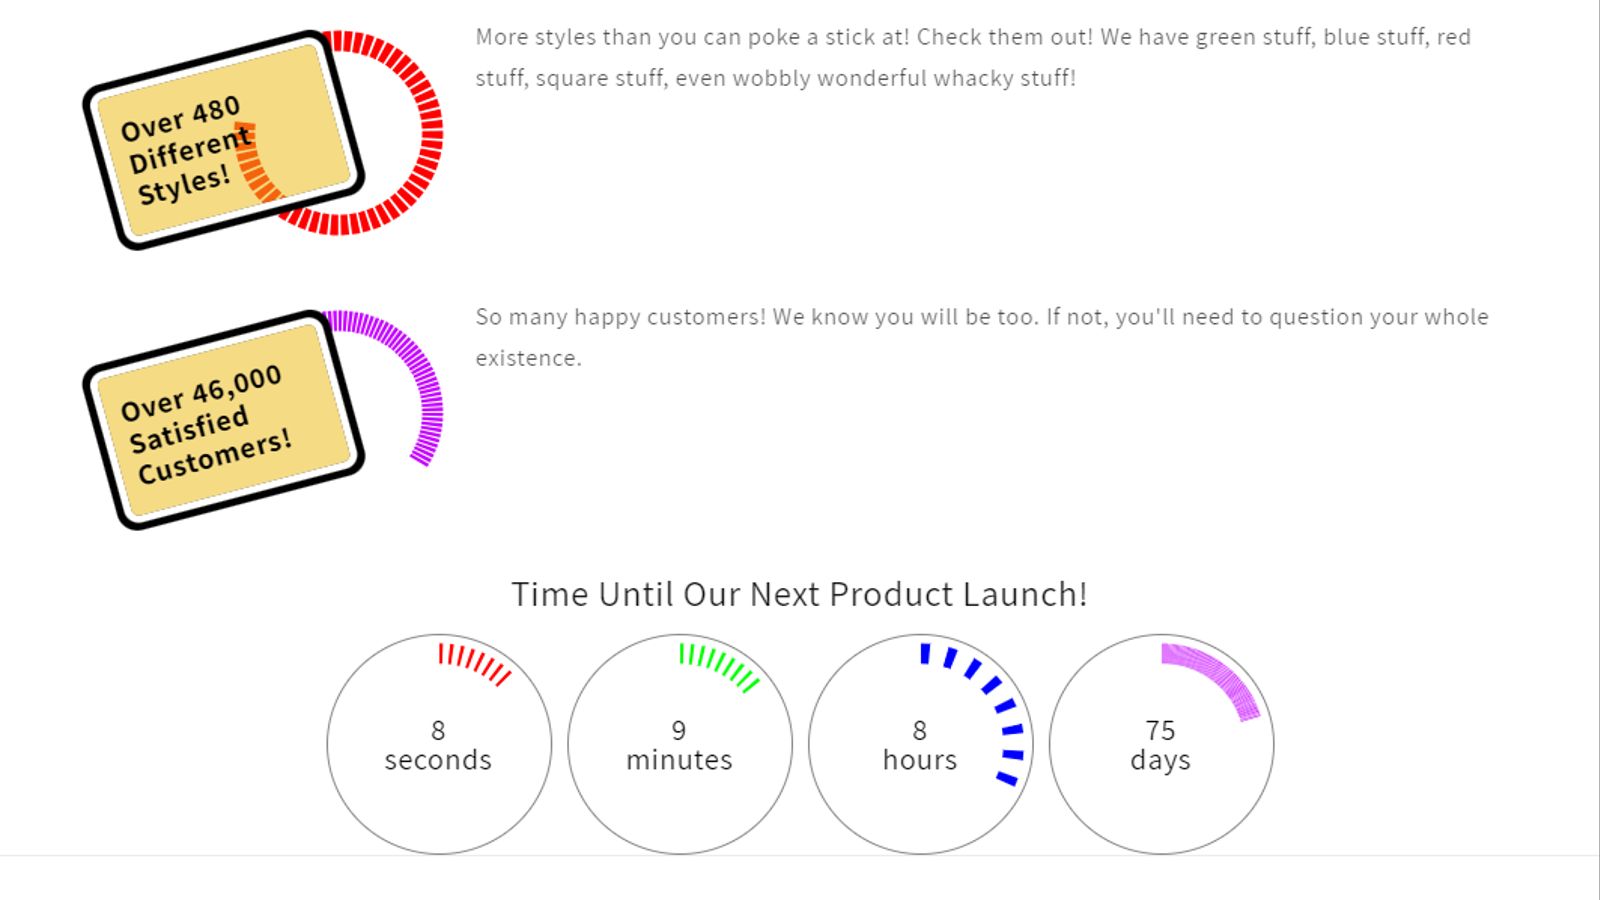 Over 480
Different
Styles!
More styles than you can poke a stick at! Check them out! We have green stuff, blue stuff, red
stuff, square stuff, even wobbly wonderful whacky stuff!
Over 46,000
Satisfied
Customers!
So many happy customers! We know you will be too. If not, you'll need to question your whole
existence.
Time Until Our Next Product Launch!
8
seconds
9
minutes
8
hours
75
days